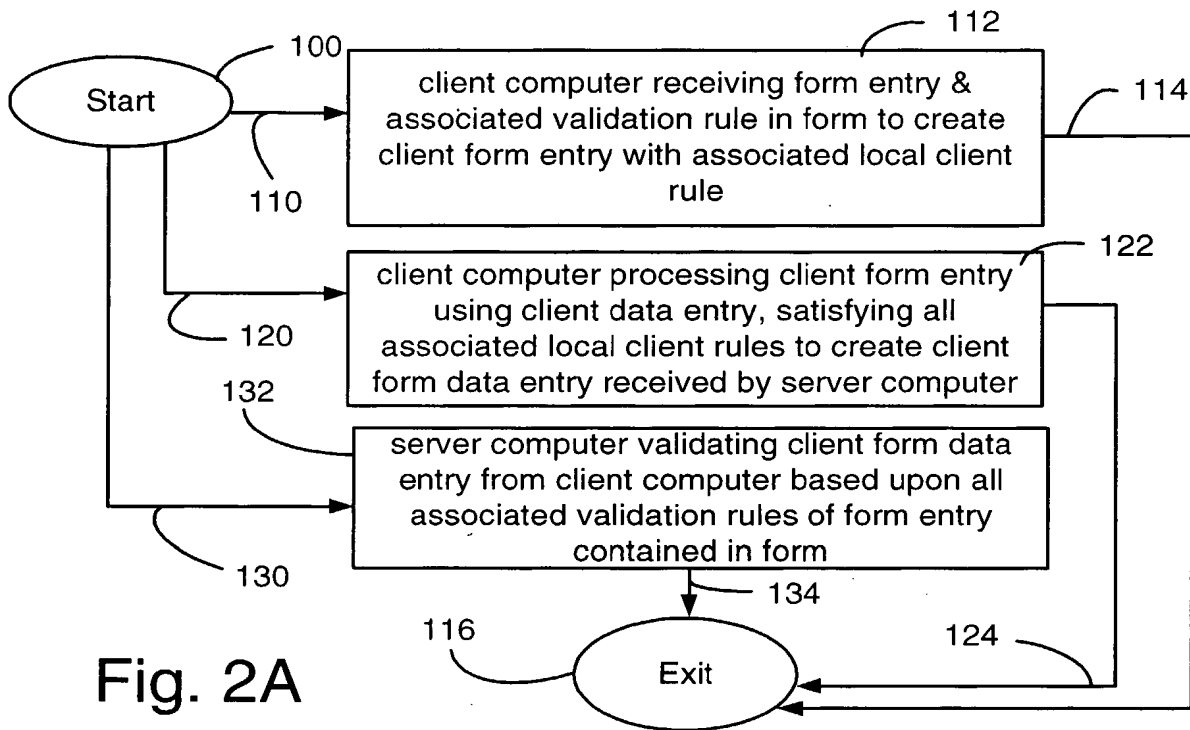 112
100
Start
client computer receiving form entry &
associated validation rule in form to create
client form entry with associated local client
rule
114
110
122
client computer processing client form entry
using client data entry, satisfying all
associated local client rules to create client
form data entry received by server computer
120
132
server computer validating client form data
entry from client computer based upon all
associated validation rules of form entry
contained in form
130
134
116
124
Exit
Fig. 2A